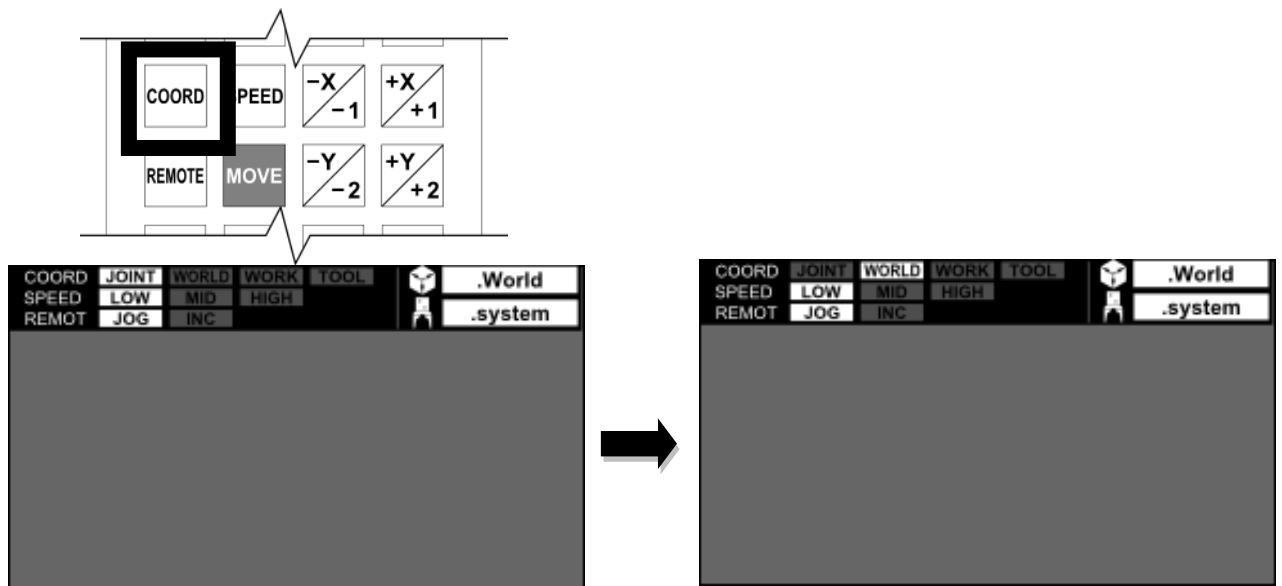 COORD SPEED -X -1 +X +1
REMOTE MOVE -Y -2 +Y +2
COORD JOINT WORLD WORK TOOL .World
SPEED LOW MID HIGH
REMOT JOG INC .system
COORD JOINT WORLD WORK TOOL .World
SPEED LOW MID HIGH
REMOT JOG INC .system